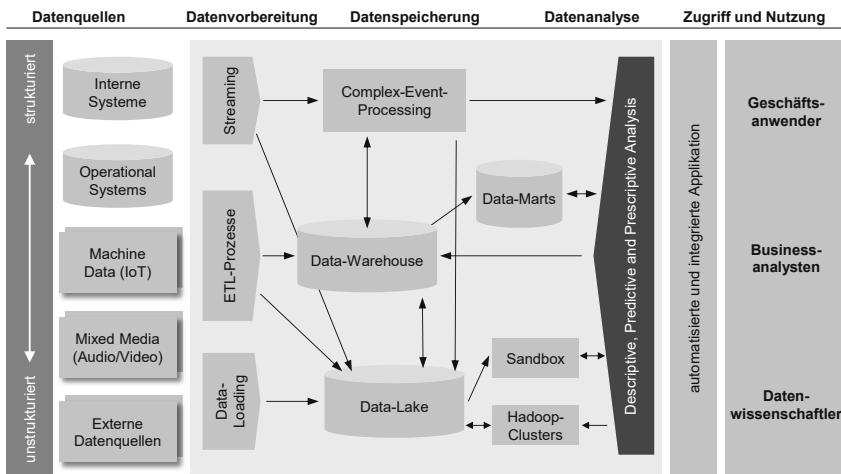 Datenquellen
Datenvorbereitung
Datenspeicherung
Datenanalyse
Zugriff und Nutzung
strukturiert
unstrukturiert
Interne
Systeme
Operational
Systems
Machine
Data (IoT)
Mixed Media
(Audio/Video)
Externe
Datenquellen
Streaming
ETL-Prozesse
Data-
Loading
Complex-Event-
Processing
Data-Marts
Data-Warehouse
Data-Lake
Sandbox
Hadoop-
Clusters
Descriptive, Predictive and Prescriptive Analysis
automatisierte und integrierte Applikation
Geschäfts-
anwender
Business-
analysten
Daten-
wissenschaftler